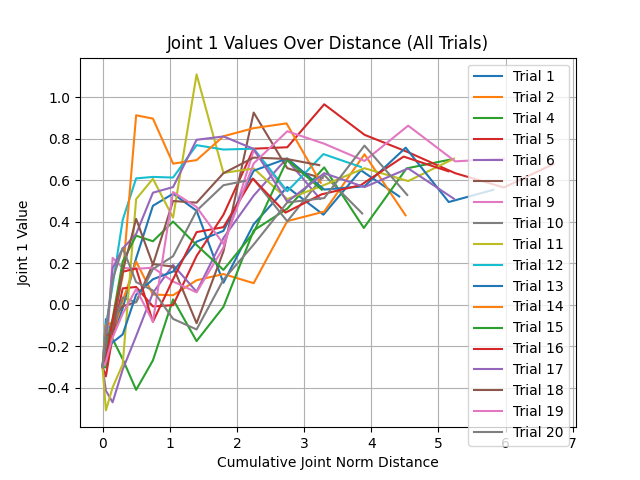 Joint 1 Values Over Distance (All Trials)
Joint 1 Value
1.0
0.8
0.6
0.4
0.2
0.0
−0.2
−0.4
0 1 2 3 4 5 6 7
Cumulative Joint Norm Distance
Trial 1
Trial 2
Trial 4
Trial 5
Trial 6
Trial 8
Trial 9
Trial 10
Trial 11
Trial 12
Trial 13
Trial 14
Trial 15
Trial 16
Trial 17
Trial 18
Trial 19
Trial 20